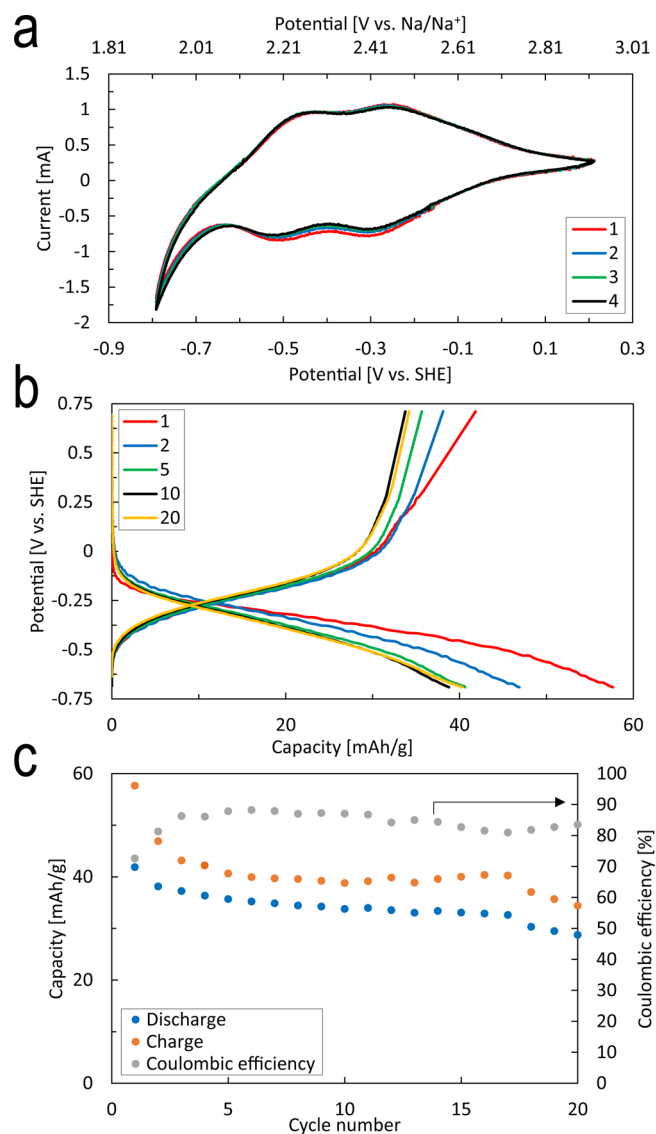 a
Potential [V vs. Na/Na⁺]
1.81 2.01 2.21 2.41 2.61 2.81 3.01
1.5
1
0.5
0
-0.5
-1
-1.5
-2
Current [mA]
1
2
3
4
-0.9 -0.7 -0.5 -0.3 -0.1 0.1 0.3
Potential [V vs. SHE]
b
0.75
0.25
0
-0.25
-0.5
-0.75
Potential [V vs. SHE]
1
2
5
10
20
0 20 40 60
Capacity [mAh/g]
c
60
40
20
0
Capacity [mAh/g]
100
90
80
70
60
50
40
30
20
10
0
Coulombic efficiency [%]
Discharge
Charge
Coulombic efficiency
0 5 10 15 20
Cycle number